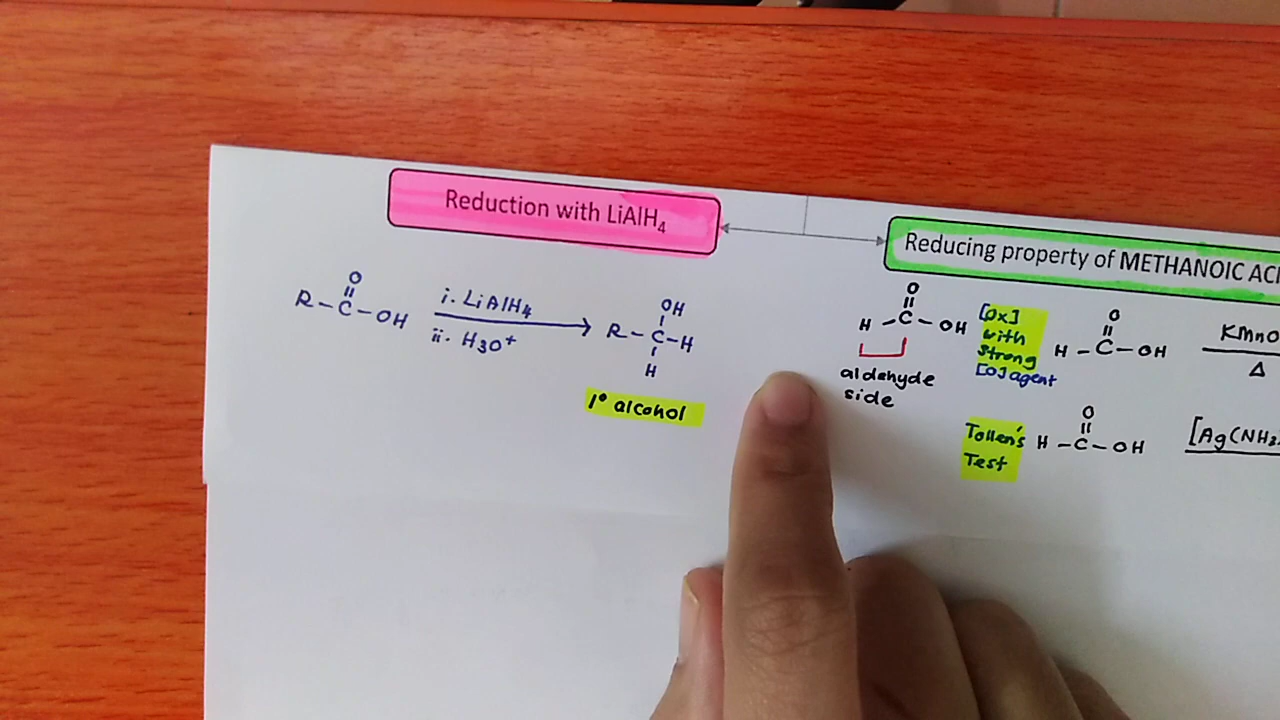 Reduction with LiAlH4
Reducing property of METHANOIC ACI
O
R - C - OH
i. LiAlH4
ii. H3O+
OH
R - C - H
H
1° alcohol
O
H - C - OH
aldehyde
side
[Ox]
with
strong
[O] agent
O
H - C - OH
KMnO
Δ
Tollen's
Test
O
H - C - OH
[Ag(NH3